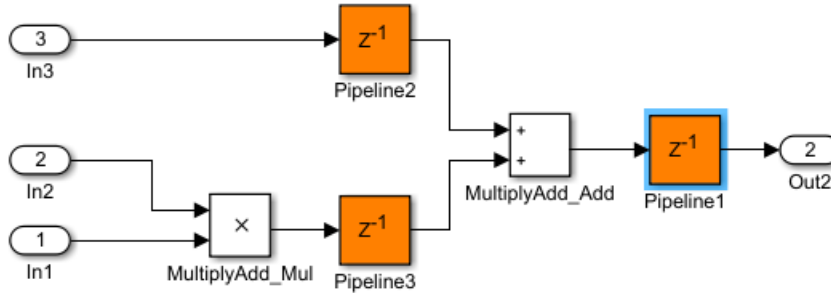 3
In3
Z-1
Pipeline2
2
In2
1
In1
×
MultiplyAdd_Mul
Z-1
Pipeline3
+
+
MultiplyAdd_Add
Z-1
Pipeline1
2
Out2